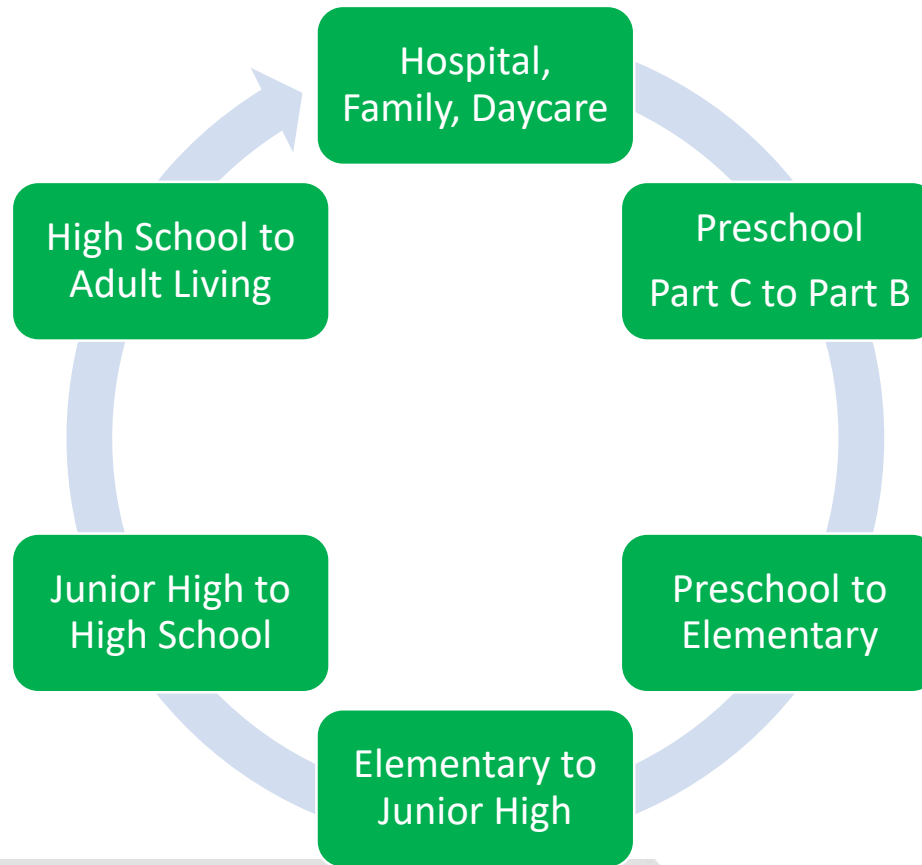 Hospital,
Family, Daycare
Preschool
Part C to Part B
Preschool to
Elementary
Elementary to
Junior High
Junior High to
High School
High School to
Adult Living